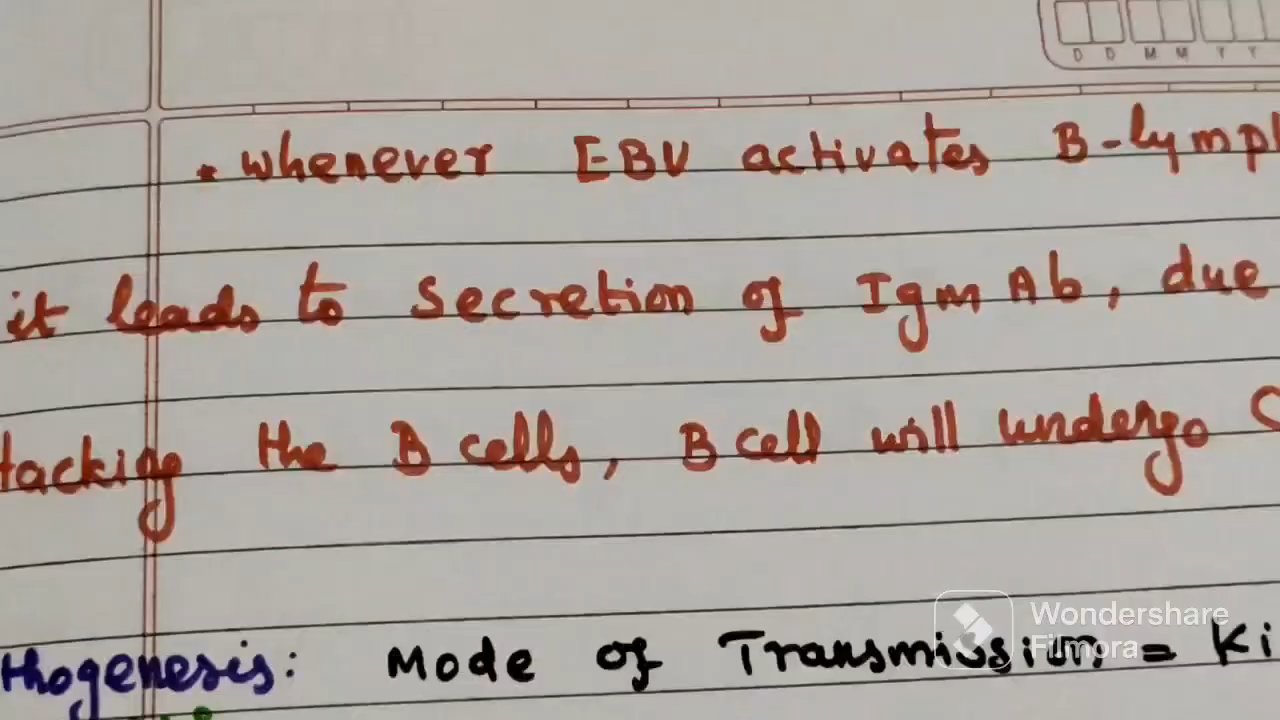 D D M M Y Y
• whenever EBV activates B-lymph
it leads to secretion of Igm Ab, due
tacking the B cells, B cell will undergo C
thogenesis: Mode of Transmission = Ki
Wondershare
Filmora